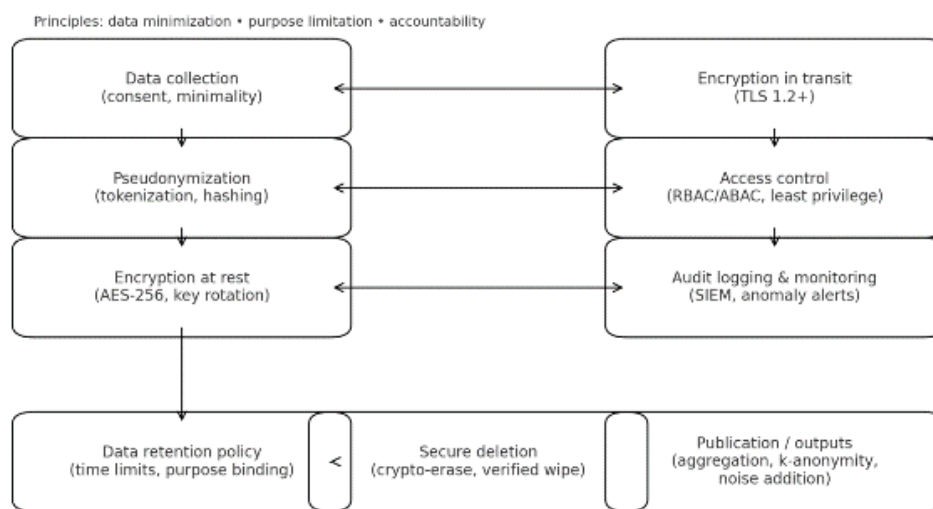 Principles: data minimization • purpose limitation • accountability
Data collection
(consent, minimality)
Encryption in transit
(TLS 1.2+)
Pseudonymization
(tokenization, hashing)
Access control
(RBAC/ABAC, least privilege)
Encryption at rest
(AES-256, key rotation)
Audit logging & monitoring
(SIEM, anomaly alerts)
Data retention policy
(time limits, purpose binding)
Secure deletion
(crypto-erase, verified wipe)
Publication / outputs
(aggregation, k-anonymity,
noise addition)